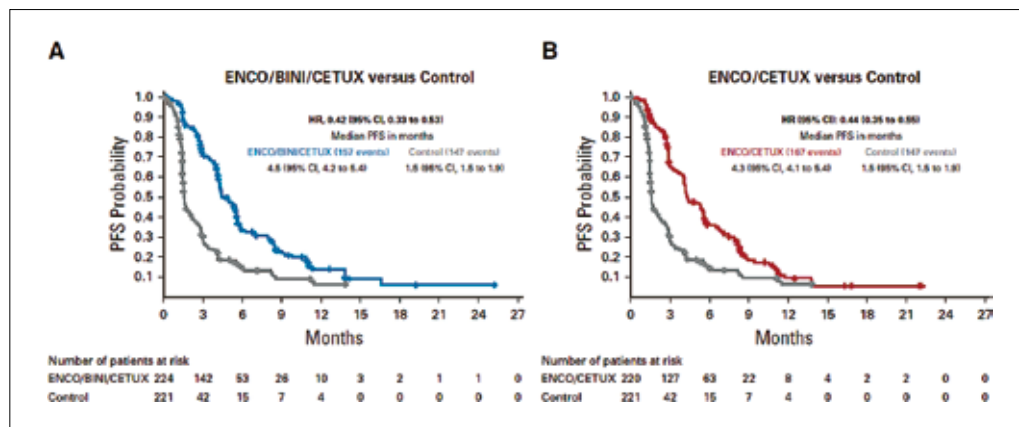 A
ENCO/BINI/CETUX versus Control
1.0
0.9
0.8
0.7
0.6
0.5
0.4
0.3
0.2
0.1
PFS Probability
HR, 0.42 (95% CI, 0.33 to 0.53)
Median PFS in months
ENCO/BINI/CETUX (157 events) Control (147 events)
4.5 (95% CI, 4.2 to 5.4) 1.5 (95% CI, 1.5 to 1.9)
0 3 6 9 12 15 18 21 24 27
Months
Number of patients at risk
ENCO/BINI/CETUX 224 142 53 26 10 3 2 1 1 0
Control 221 42 15 7 4 0 0 0 0 0
B
ENCO/CETUX versus Control
1.0
0.9
0.8
0.7
0.6
0.5
0.4
0.3
0.2
0.1
PFS Probability
HR (95% CI): 0.44 (0.35 to 0.55)
Median PFS in months
ENCO/CETUX (167 events) Control (147 events)
4.3 (95% CI, 4.1 to 5.4) 1.5 (95% CI, 1.5 to 1.9)
0 3 6 9 12 15 18 21 24 27
Months
Number of patients at risk
ENCO/CETUX 220 127 63 22 8 4 2 2 0 0
Control 221 42 15 7 4 0 0 0 0 0